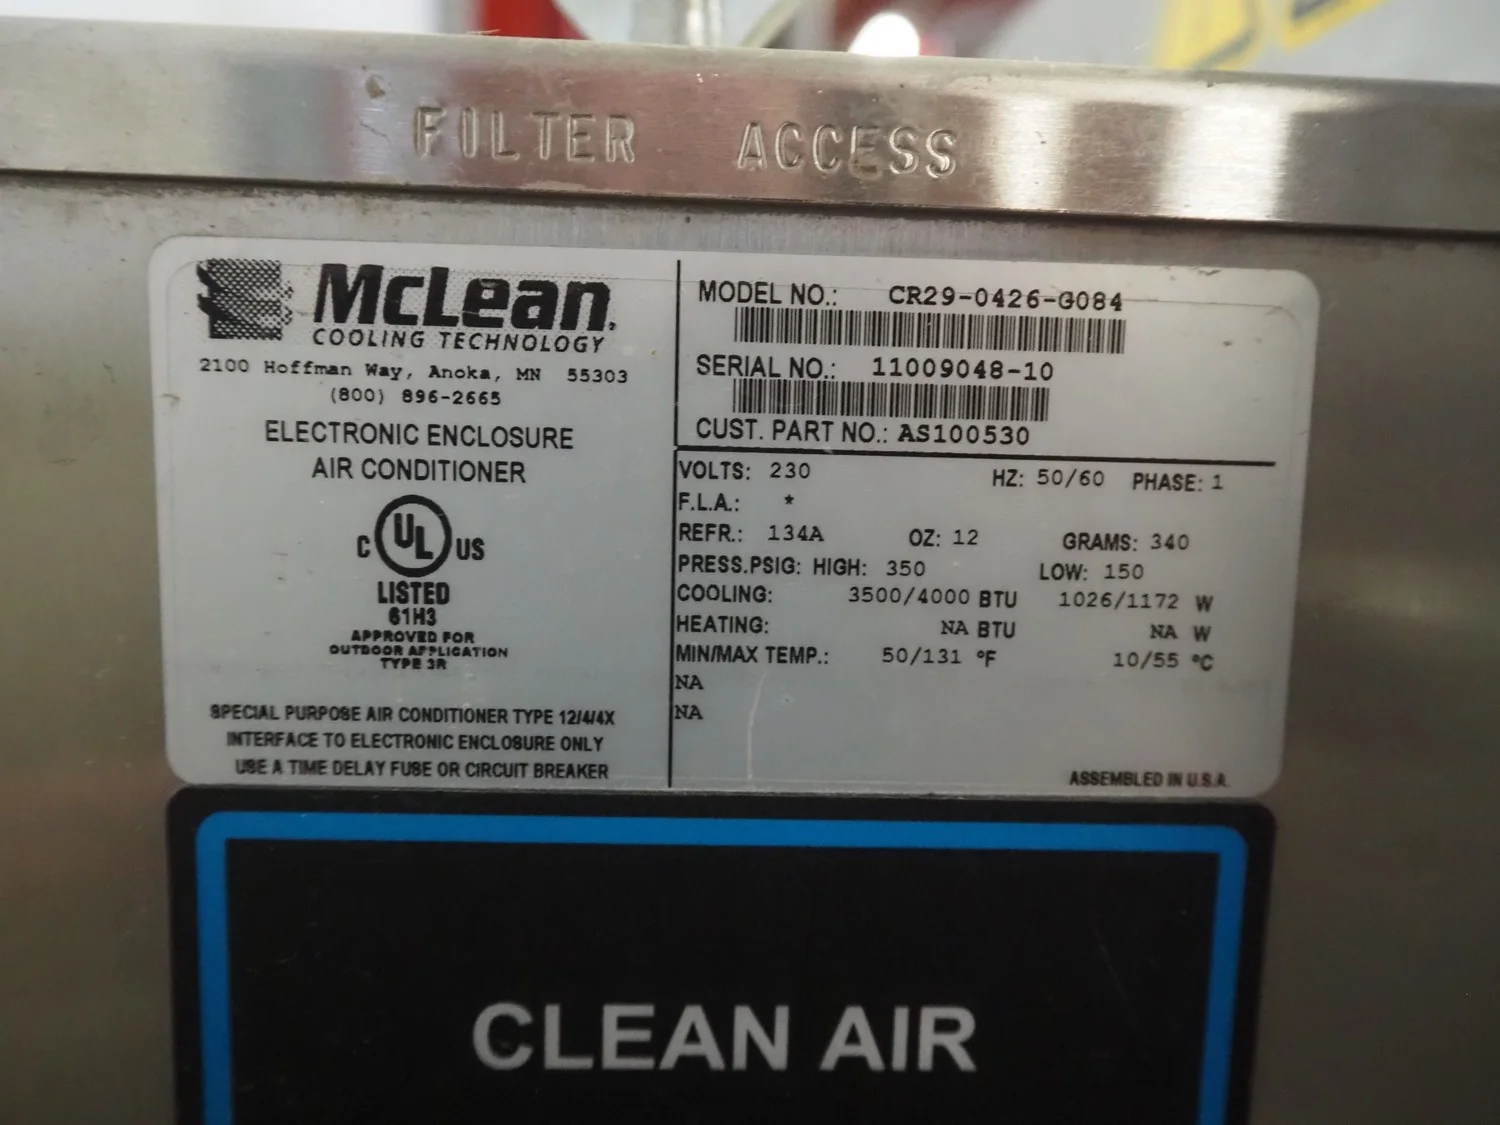 FILTER ACCESS
McLean
COOLING TECHNOLOGY
2100 Hoffman Way, Anoka, MN 55303
(800) 896-2665
ELECTRONIC ENCLOSURE
AIR CONDITIONER
C UL US
LISTED
61H3
APPROVED FOR
OUTDOOR APPLICATION
TYPE 3R
SPECIAL PURPOSE AIR CONDITIONER TYPE 12/4/4X
INTERFACE TO ELECTRONIC ENCLOSURE ONLY
USE A TIME DELAY FUSE OR CIRCUIT BREAKER
MODEL NO.: CR29-0426-G084
SERIAL NO.: 11009048-10
CUST. PART NO.: AS100530
VOLTS: 230 HZ: 50/60 PHASE: 1
F.L.A.: *
REFR.: 134A OZ: 12 GRAMS: 340
PRESS.PSIG: HIGH: 350 LOW: 150
COOLING: 3500/4000 BTU 1026/1172 W
HEATING: NA BTU NA W
MIN/MAX TEMP.: 50/131 °F 10/55 °C
NA
NA
ASSEMBLED IN U.S.A.
CLEAN AIR